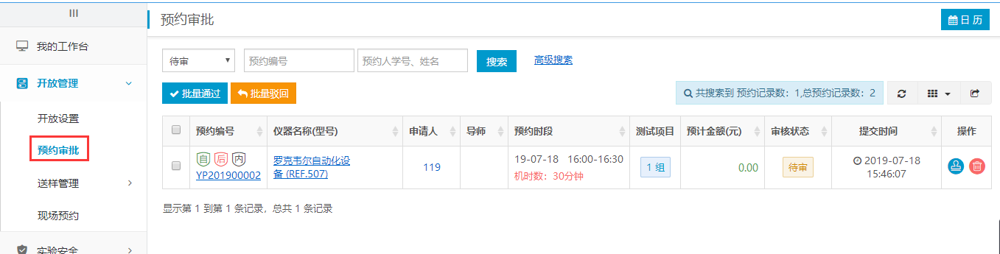 预约审批
日 历
我的工作台
开放管理
开放设置
预约审批
送样管理
现场预约
实验安全
待审 预约编号 预约人学号、姓名 搜索 高级搜索
批量通过 批量驳回
共搜索到 预约记录数：1,总预约记录数：2
预约编号 仪器名称(型号) 申请人 导师 预约时段 测试项目 预计金额(元) 审核状态 提交时间 操作
自 后 内
YP201900002
罗克韦尔自动化设
备 (REF.507)
119
19-07-18 16:00-16:30
机时数：30分钟
1 组
0.00
待审
2019-07-18
15:46:07
显示第 1 到第 1 条记录，总共 1 条记录